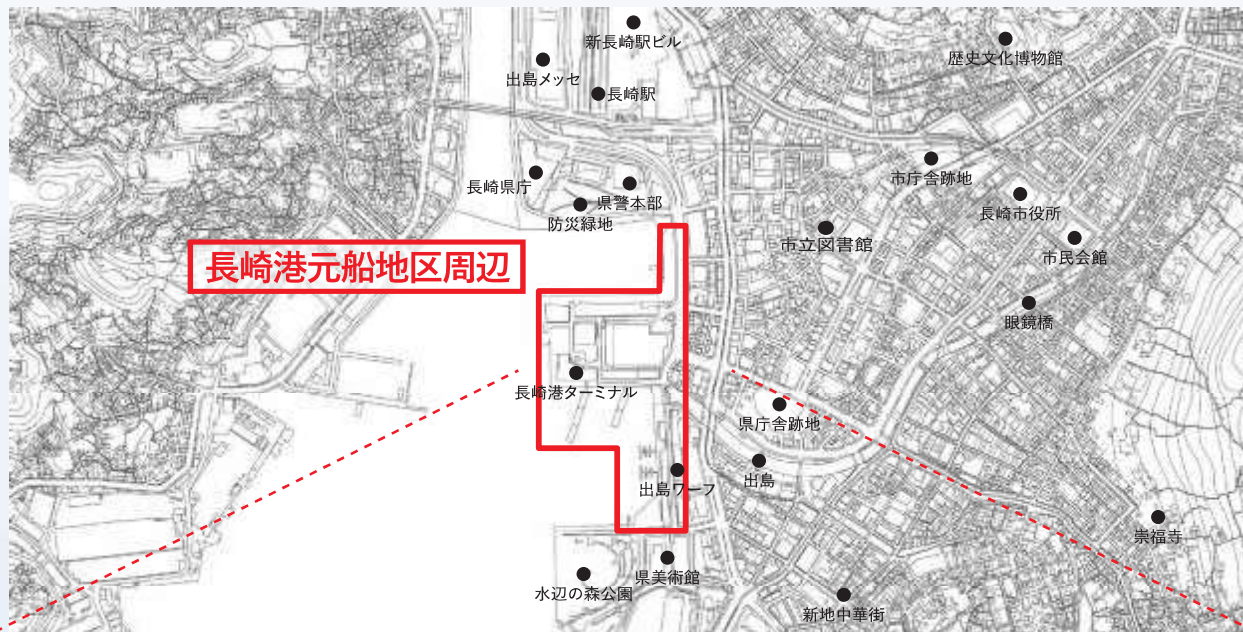 新長崎駅ビル
歴史文化博物館
出島メッセ
長崎駅
市庁舎跡地
長崎県庁
県警本部
長崎市役所
防災緑地
市立図書館
市民会館
長崎港元船地区周辺
眼鏡橋
長崎港ターミナル
県庁舎跡地
出島
出島ワーフ
崇福寺
県美術館
水辺の森公園
新地中華街